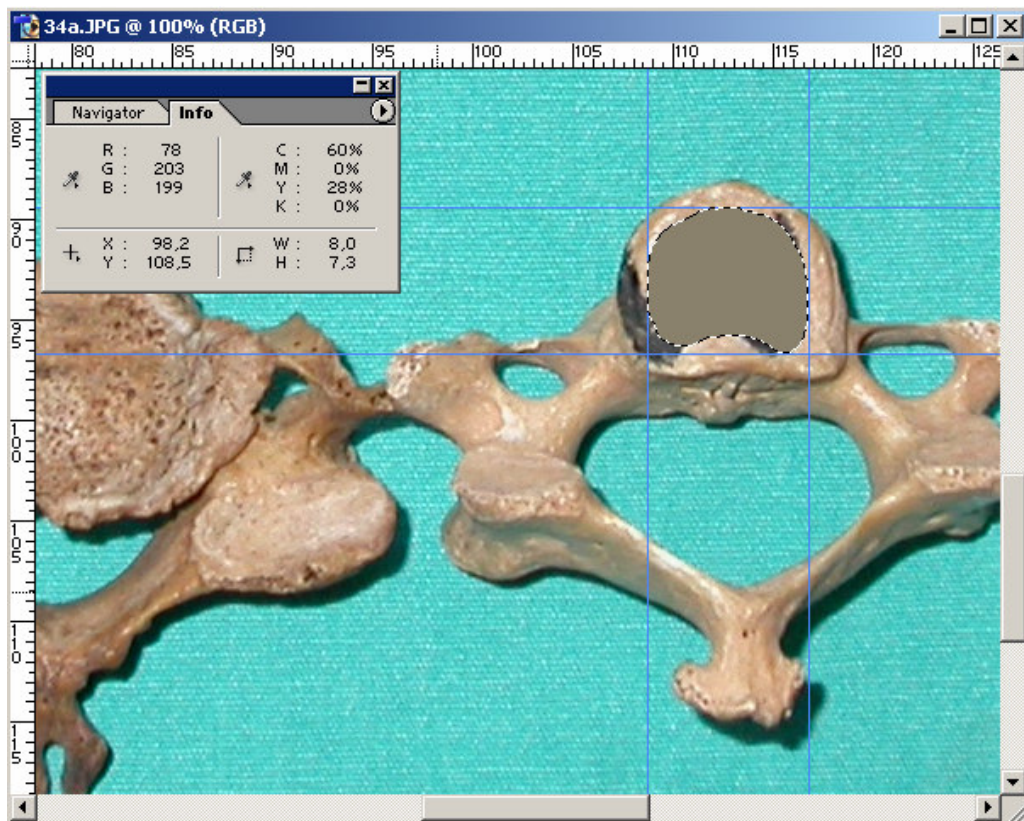 34a.JPG @ 100% (RGB)
80 85 90 95 100 105 110 115 120 125
Navigator Info
R : 78 C : 60%
G : 203 M : 0%
B : 199 Y : 28%
K : 0%
X : 98,2 W : 8,0
Y : 108,5 H : 7,3
85
90
95
100
105
110
115